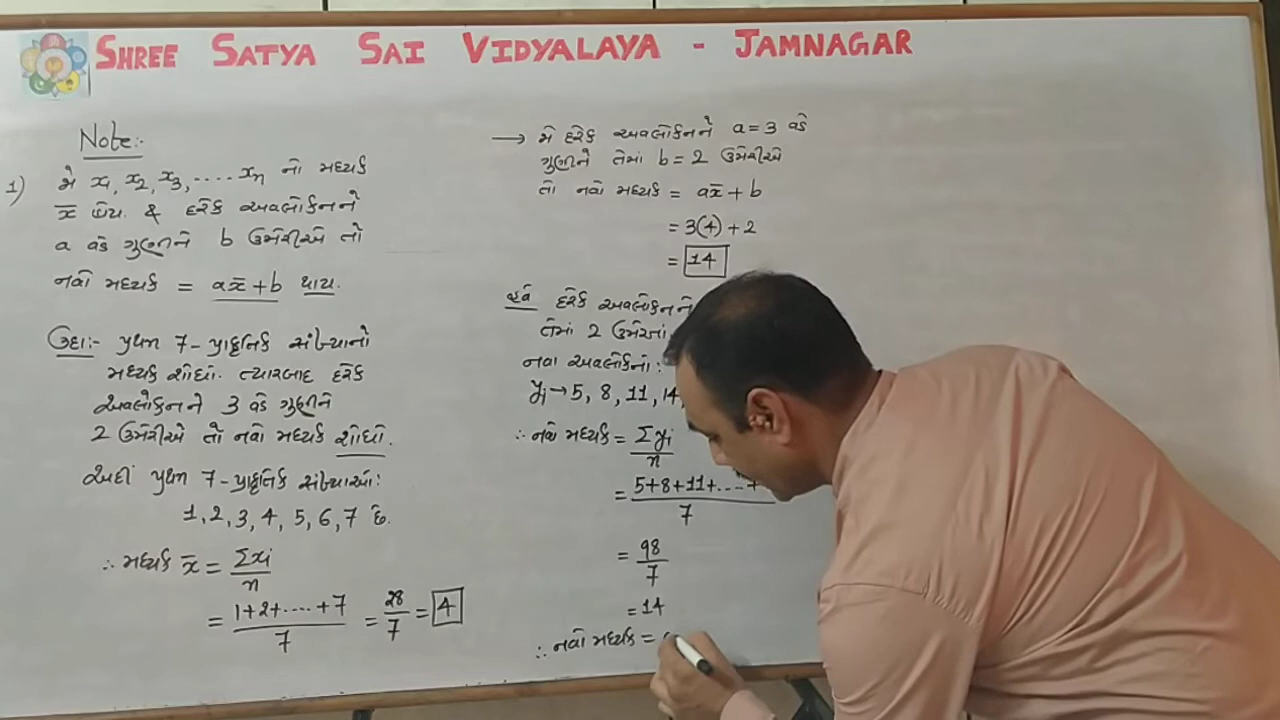 SHREE SATYA SAI VIDYALAYA - JAMNAGAR
Note:-
1) જો x₁, x₂, x₃, ..... xₙ નો મધ્યક
x̄ હોય & દરેક અવલોકનને
a વડે ગુણીને b ઉમેરીએ તો
નવો મધ્યક = ax̄ + b થાય.
ઉદા:- પ્રથમ 7-પ્રાકૃતિક સંખ્યાનો
મધ્યક શોધો. ત્યારબાદ દરેક
અવલોકનને 3 વડે ગુણીને
2 ઉમેરીએ તો નવો મધ્યક શોધો.
અહીં પ્રથમ 7-પ્રાકૃતિક સંખ્યાઓ:
1, 2, 3, 4, 5, 6, 7 છે.
∴ મધ્યક x̄ = Σxi / n
= 1+2+.....+7 / 7 = 28 / 7 = 4
→ જો દરેક અવલોકનને a = 3 વડે
ગુણીને તેમાં b = 2 ઉમેરીએ
તો નવો મધ્યક = ax̄ + b
= 3(4) + 2
= 14
હવે દરેક અવલોકનને
તેમાં 2 ઉમેરતાં
નવા અવલોકનો:
yi → 5, 8, 11, 14,
∴ નવો મધ્યક = Σyi / n
= 5+8+11+....+ / 7
= 98 / 7
= 14
∴ નવો મધ્યક =